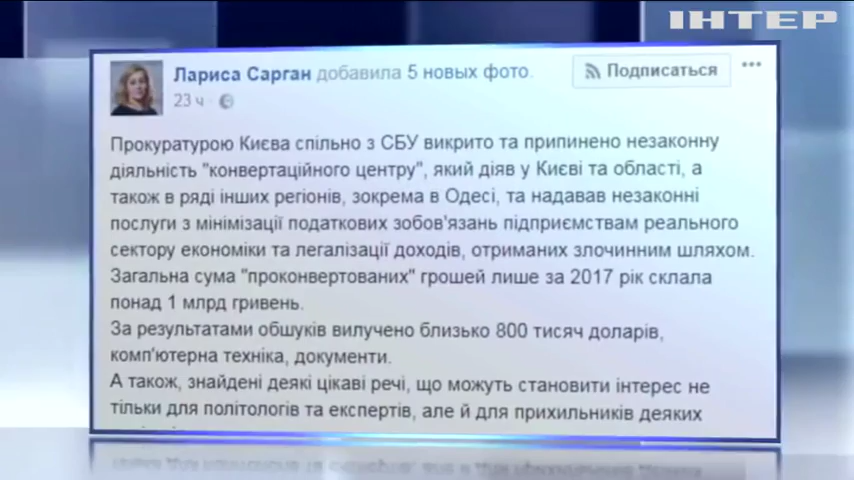 ІНТЕР
Лариса Сарган добавила 5 новых фото.
Подписаться
23 ч
Прокуратурою Києва спільно з СБУ викрито та припинено незаконну
діяльність "конвертаційного центру", який діяв у Києві та області, а
також в ряді інших регіонів, зокрема в Одесі, та надавав незаконні
послуги з мінімізації податкових зобов'язань підприємствам реального
сектору економіки та легалізації доходів, отриманих злочинним шляхом.
Загальна сума "проконвертованих" грошей лише за 2017 рік склала
понад 1 млрд гривень.
За результатами обшуків вилучено близько 800 тисяч доларів,
комп'ютерна техніка, документи.
А також, знайдені деякі цікаві речі, що можуть становити інтерес не
тільки для політологів та експертів, але й для прихильників деяких